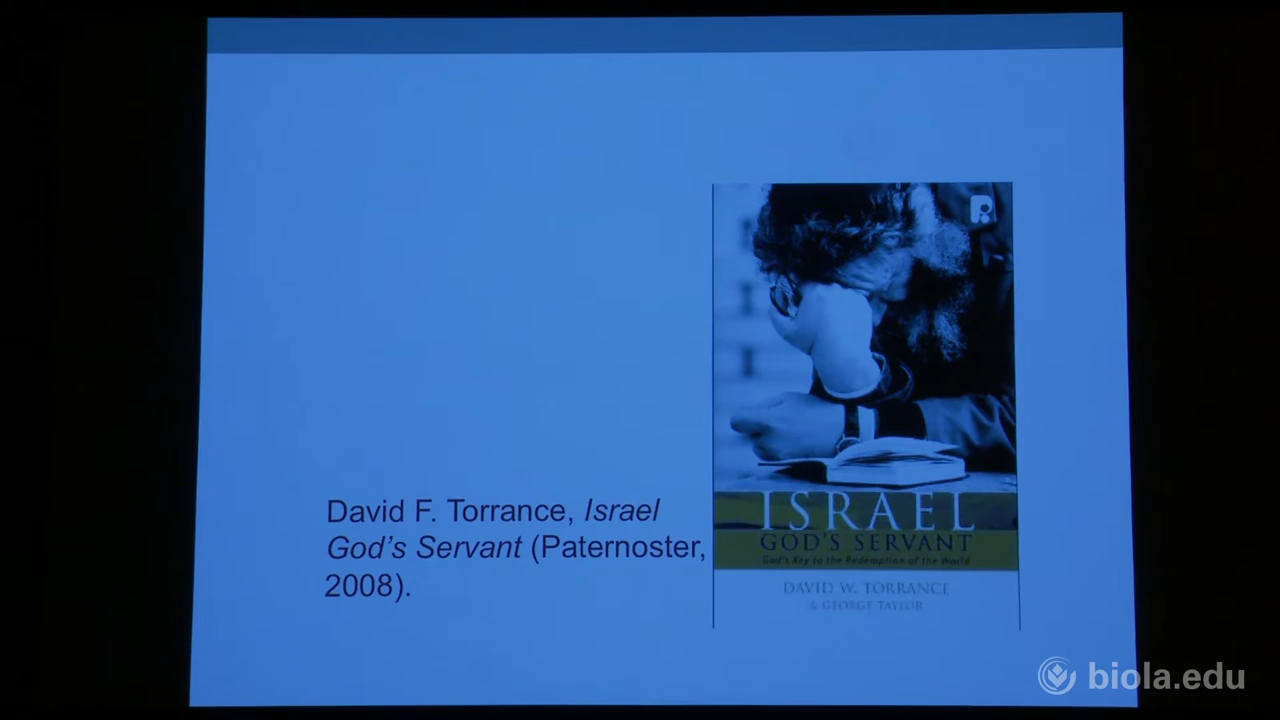 David F. Torrance, Israel
God's Servant (Paternoster,
2008).
ISRAEL
GOD'S SERVANT
God's Key to the Redemption of the World
DAVID W. TORRANCE
& GEORGE TAYLOR
biola.edu